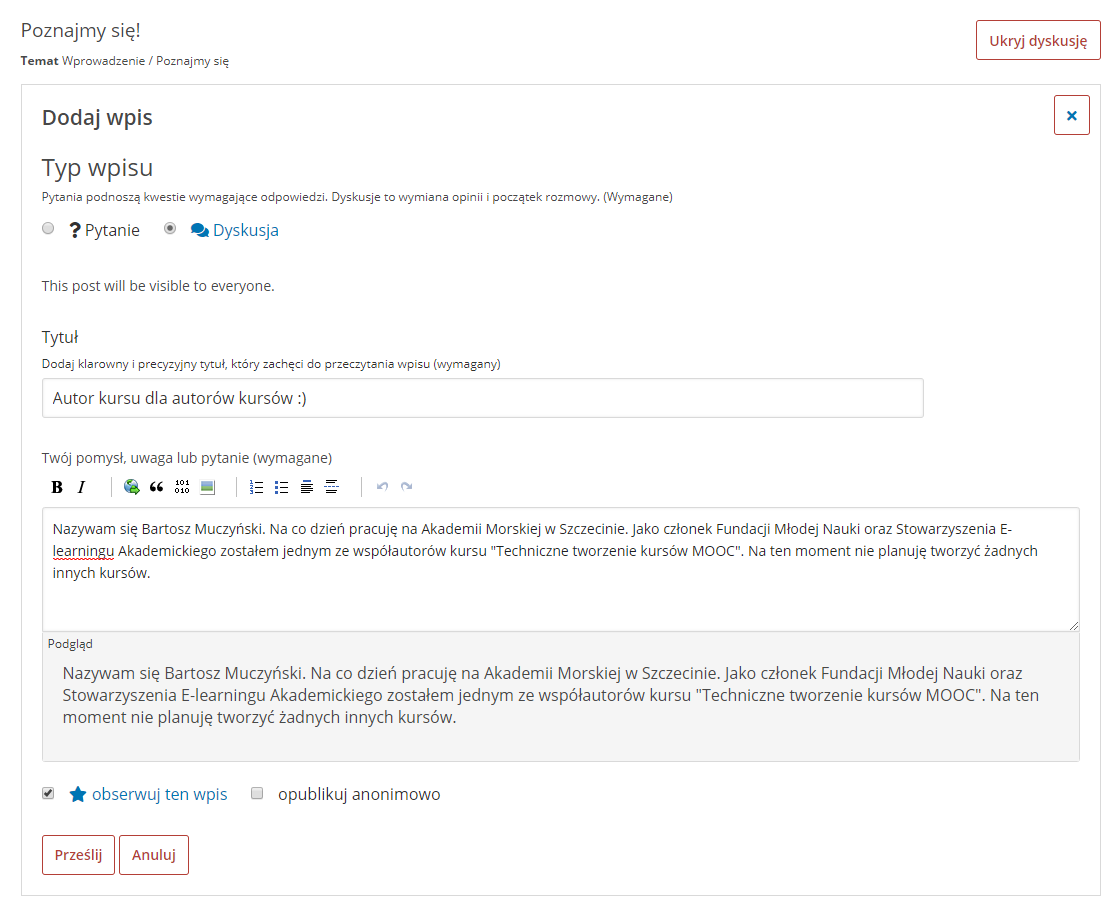 Poznajmy się!
Ukryj dyskusję
Temat Wprowadzenie / Poznajmy się
Dodaj wpis
Typ wpisu
Pytania podnoszą kwestie wymagające odpowiedzi. Dyskusje to wymiana opinii i początek rozmowy. (Wymagane)
? Pytanie Dyskusja
This post will be visible to everyone.
Tytuł
Dodaj klarowny i precyzyjny tytuł, który zachęci do przeczytania wpisu (wymagany)
Autor kursu dla autorów kursów :)
Twój pomysł, uwaga lub pytanie (wymagane)
B I “ 101 010
Nazywam się Bartosz Muczyński. Na co dzień pracuję na Akademii Morskiej w Szczecinie. Jako członek Fundacji Młodej Nauki oraz Stowarzyszenia E-
learningu Akademickiego zostałem jednym ze współautorów kursu "Techniczne tworzenie kursów MOOC". Na ten moment nie planuję tworzyć żadnych
innych kursów.
Podgląd
Nazywam się Bartosz Muczyński. Na co dzień pracuję na Akademii Morskiej w Szczecinie. Jako członek Fundacji Młodej Nauki oraz
Stowarzyszenia E-learningu Akademickiego zostałem jednym ze współautorów kursu "Techniczne tworzenie kursów MOOC". Na ten
moment nie planuję tworzyć żadnych innych kursów.
obserwuj ten wpis opublikuj anonimowo
Prześlij Anuluj